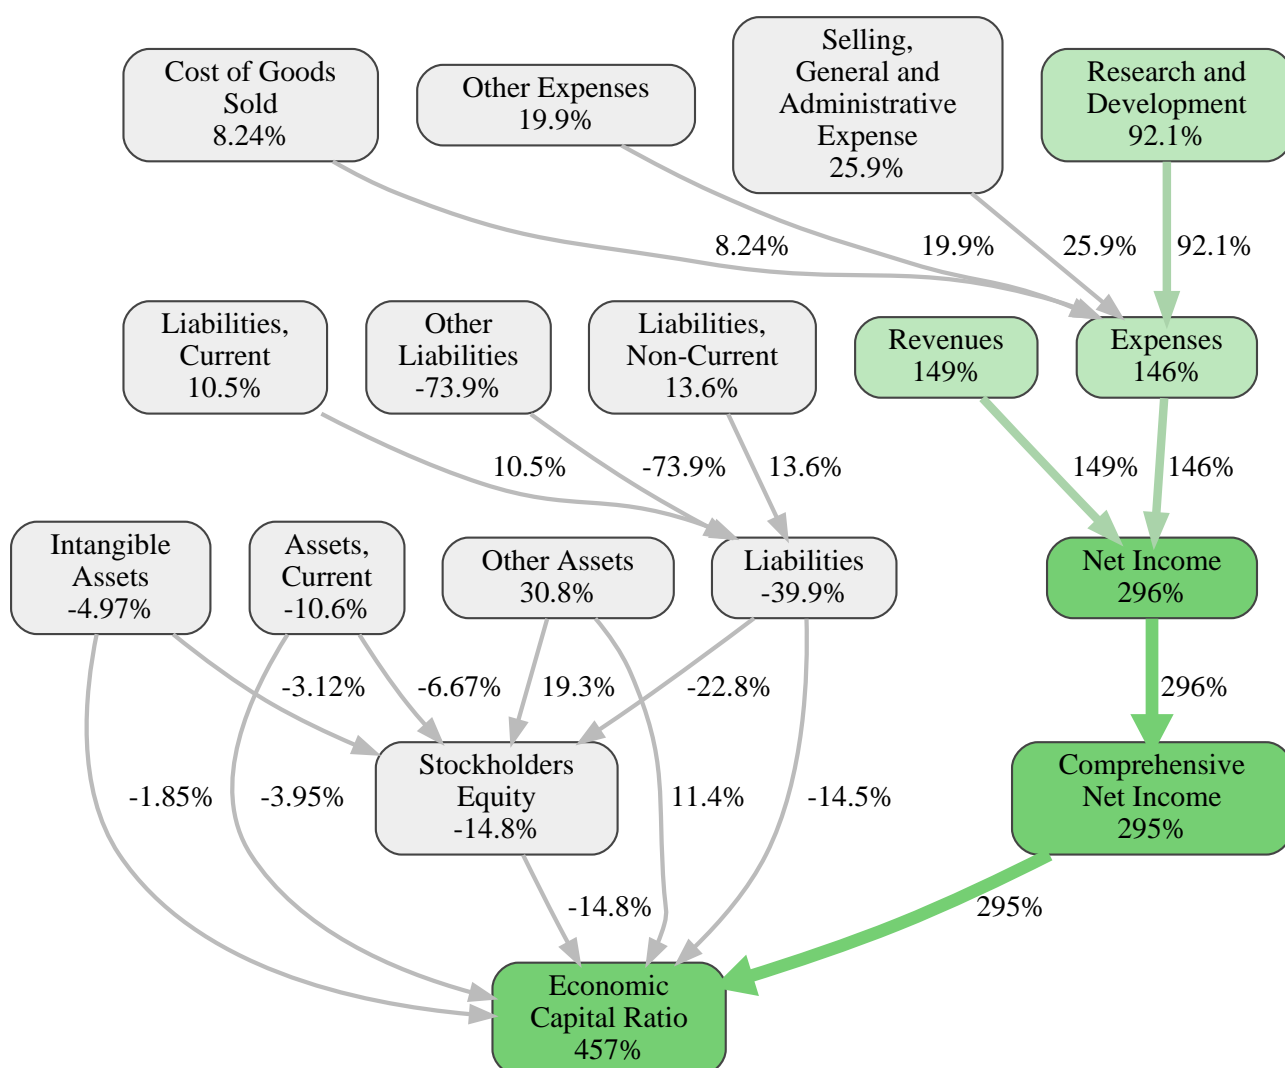 Cost of Goods
Sold
8.24%
Other Expenses
19.9%
Selling,
General and
Administrative
Expense
25.9%
Research and
Development
92.1%
8.24%
19.9%
25.9%
92.1%
Liabilities,
Current
10.5%
Other
Liabilities
-73.9%
Liabilities,
Non-Current
13.6%
Revenues
149%
Expenses
146%
10.5%
-73.9%
13.6%
149%
146%
Intangible
Assets
-4.97%
Assets,
Current
-10.6%
Other Assets
30.8%
Liabilities
-39.9%
Net Income
296%
-3.12%
-6.67%
19.3%
-22.8%
296%
Stockholders
Equity
-14.8%
Comprehensive
Net Income
295%
-1.85%
-3.95%
11.4%
-14.5%
-14.8%
295%
Economic
Capital Ratio
457%